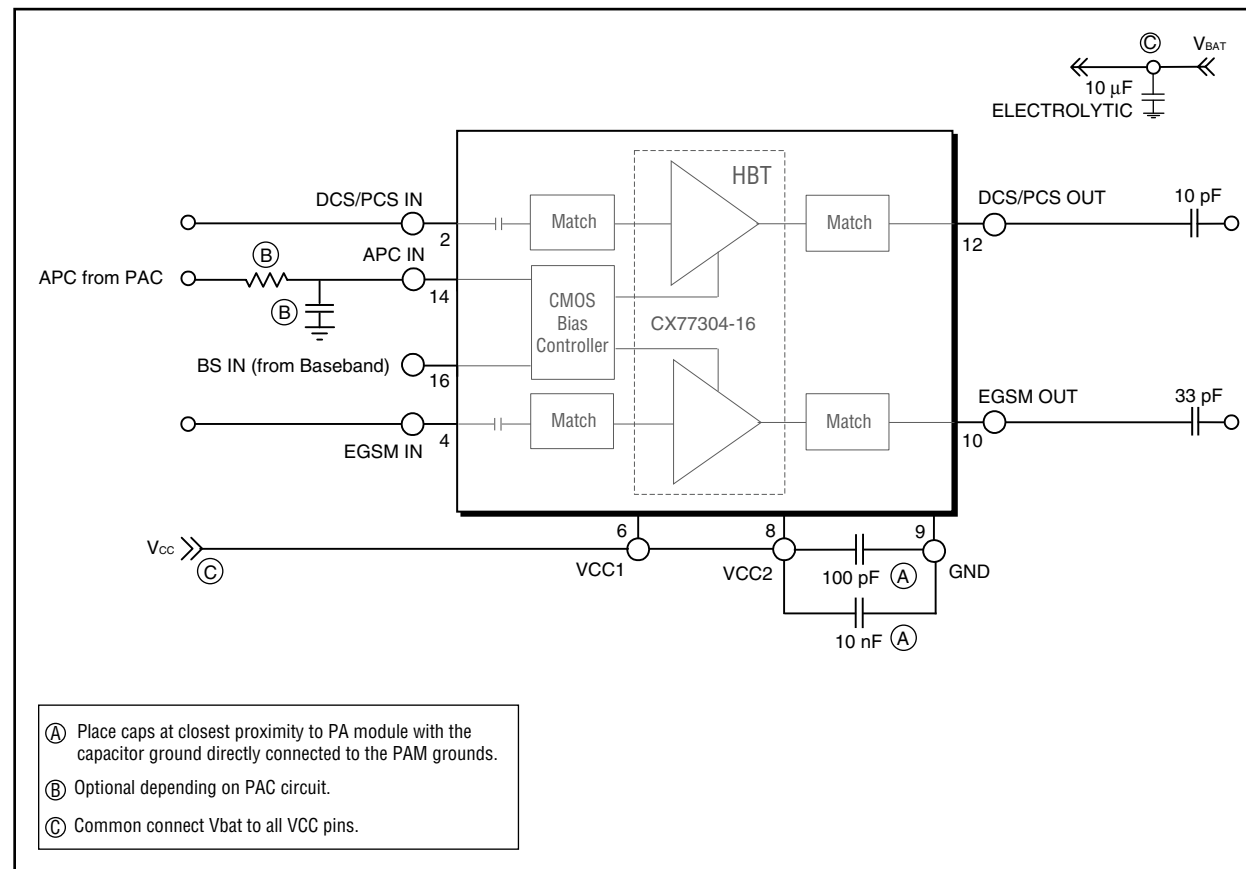 Ⓒ VBAT
10 μF
ELECTROLYTIC
HBT
DCS/PCS IN
2
Match
Match
DCS/PCS OUT
12
10 pF
APC from PAC
Ⓑ
Ⓑ
APC IN
14
CMOS
Bias
Controller
CX77304-16
BS IN (from Baseband)
16
EGSM IN
4
Match
Match
EGSM OUT
10
33 pF
Vcc
Ⓒ
6
VCC1
8
VCC2
9
GND
100 pF Ⓐ
10 nF Ⓐ
Ⓐ Place caps at closest proximity to PA module with the
capacitor ground directly connected to the PAM grounds.
Ⓑ Optional depending on PAC circuit.
Ⓒ Common connect Vbat to all VCC pins.